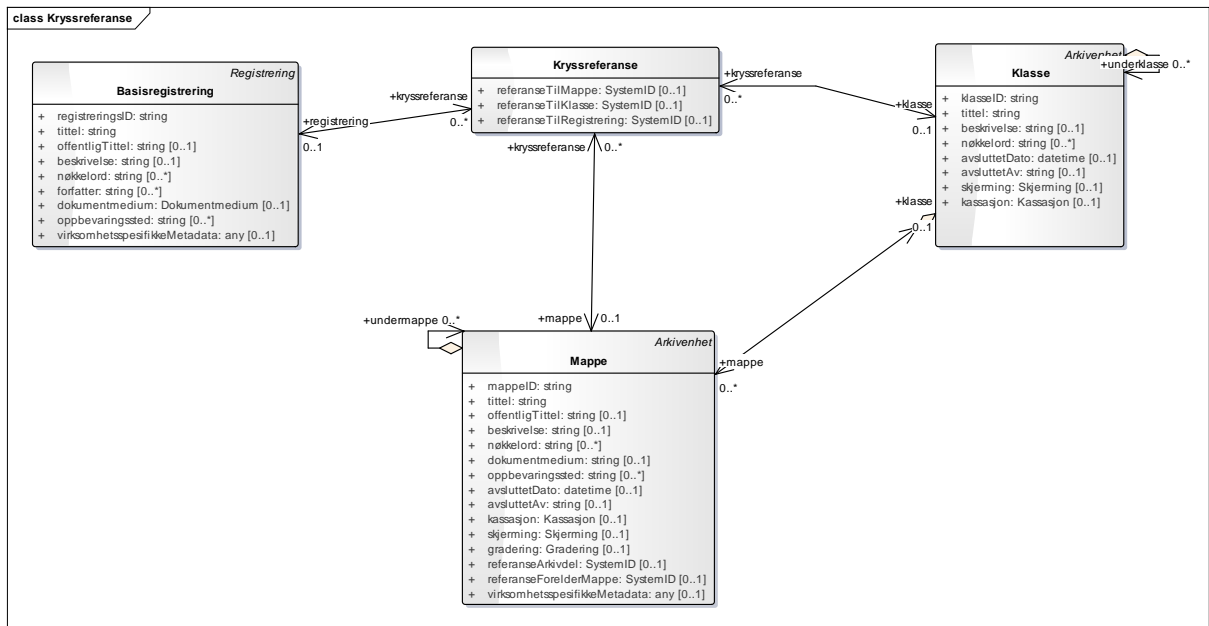 class Kryssreferanse
Registrering
Basisregistrering
+ registreringsID: string
+ tittel: string
+ offentligTittel: string [0..1]
+ beskrivelse: string [0..1]
+ nøkkelord: string [0..*]
+ forfatter: string [0..*]
+ dokumentmedium: Dokumentmedium [0..1]
+ oppbevaringssted: string [0..*]
+ virksomhetsspesifikkeMetadata: any [0..1]
+kryssreferanse
0..*
+registrering
0..1
Kryssreferanse
+ referanseTilMappe: SystemID [0..1]
+ referanseTilKlasse: SystemID [0..1]
+ referanseTilRegistrering: SystemID [0..1]
+kryssreferanse
0..*
+klasse
0..1
+kryssreferanse
0..*
Arkivenhet
+underklasse 0..*
Klasse
+ klasseID: string
+ tittel: string
+ beskrivelse: string [0..1]
+ nøkkelord: string [0..*]
+ avsluttetDato: datetime [0..1]
+ avsluttetAv: string [0..1]
+ skjerming: Skjerming [0..1]
+ kassasjon: Kassasjon [0..1]
+klasse
0..1
+mappe
0..1
+undermappe 0..*
+mappe
0..*
Arkivenhet
Mappe
+ mappeID: string
+ tittel: string
+ offentligTittel: string [0..1]
+ beskrivelse: string [0..1]
+ nøkkelord: string [0..*]
+ dokumentmedium: string [0..1]
+ oppbevaringssted: string [0..*]
+ avsluttetDato: datetime [0..1]
+ avsluttetAv: string [0..1]
+ kassasjon: Kassasjon [0..1]
+ skjerming: Skjerming [0..1]
+ gradering: Gradering [0..1]
+ referanseArkivdel: SystemID [0..1]
+ referanseForelderMappe: SystemID [0..1]
+ virksomhetsspesifikkeMetadata: any [0..1]